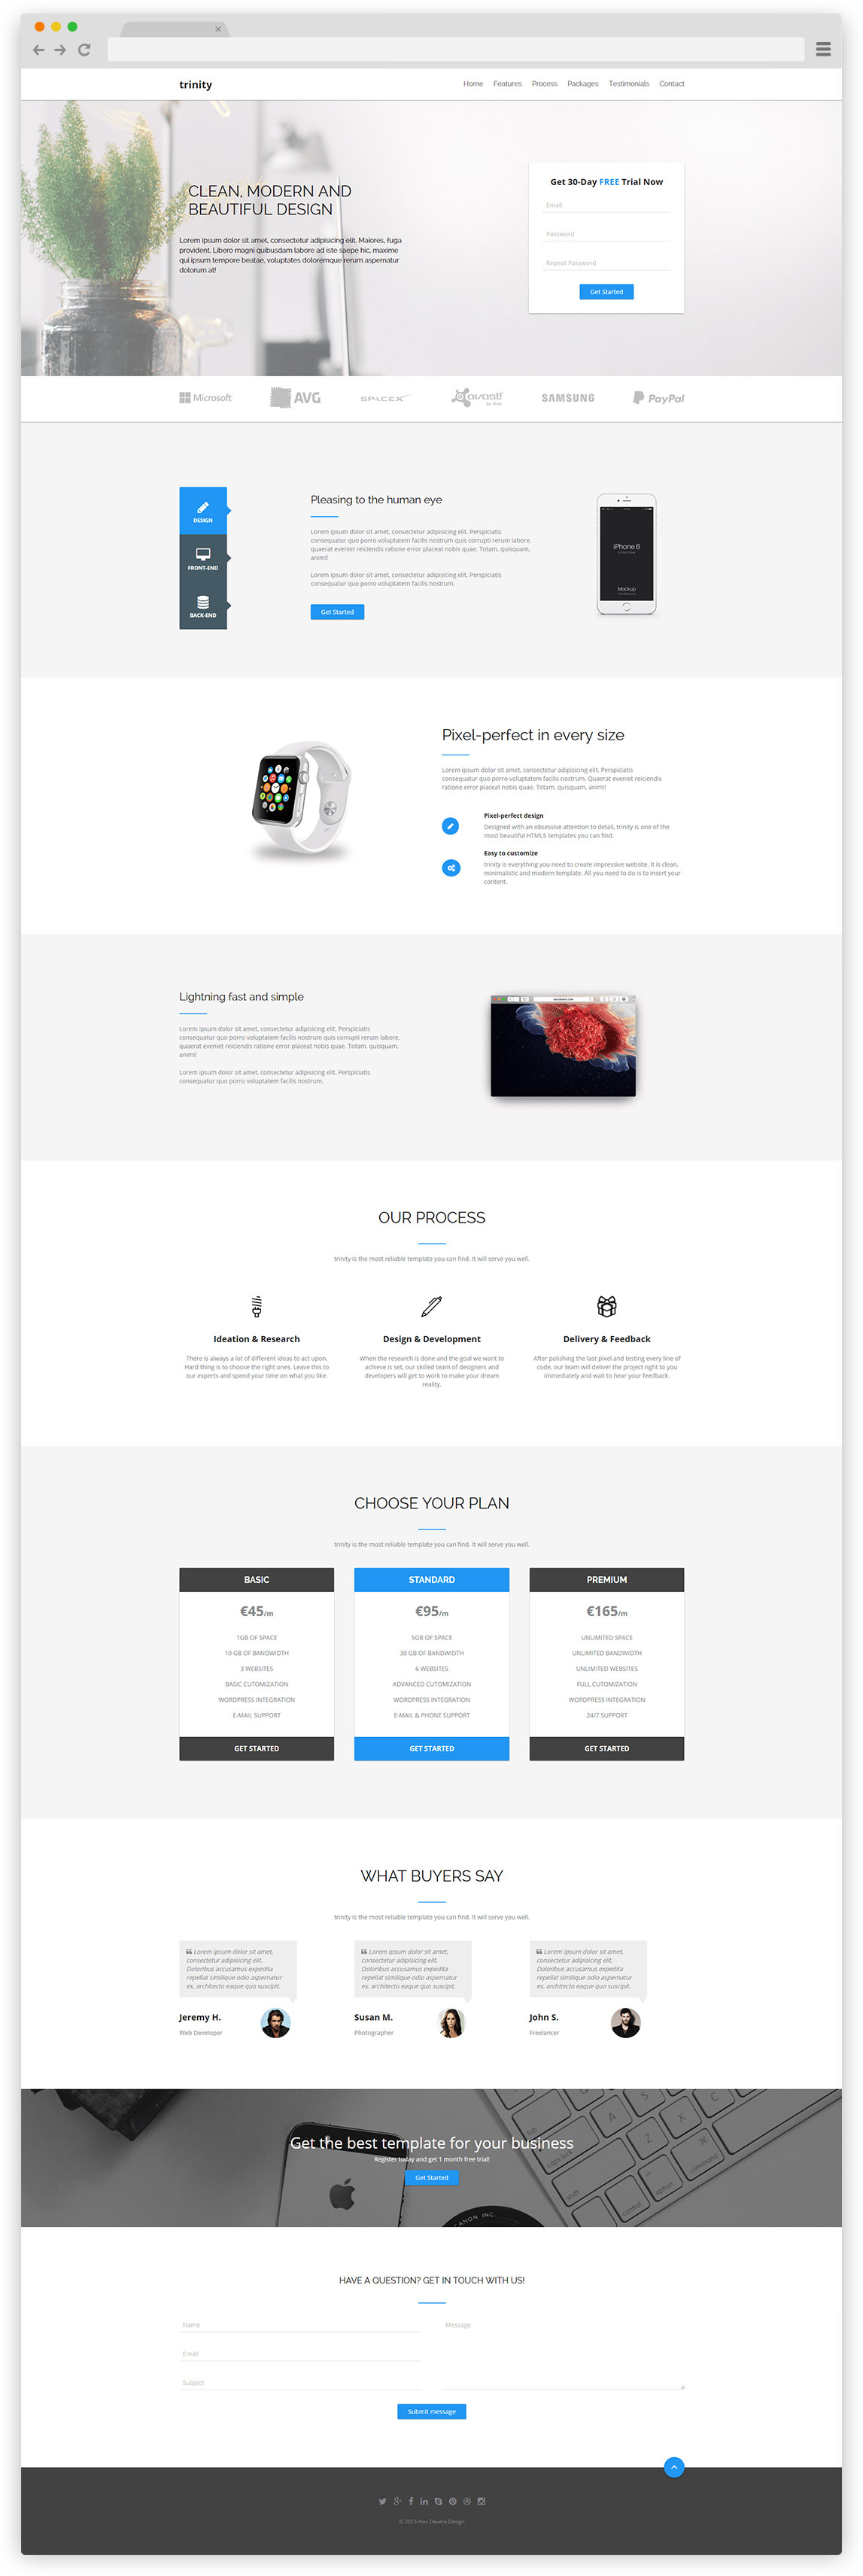 trinity
Home Features Process Packages Testimonials Contact
CLEAN, MODERN AND
BEAUTIFUL DESIGN
Lorem ipsum dolor sit amet, consectetur adipisicing elit. Maiores, fuga
provident. Libero magni quibusdam labore ad iste saepe hic, maxime
qui ipsum tempore beatae, voluptates doloremque rerum aspernatur
dolorum at!
Get 30-Day FREE Trial Now
Email
Password
Repeat Password
Get Started
Microsoft AVG SPACEX avast! be free SAMSUNG PayPal
DESIGN
FRONT-END
BACK-END
Pleasing to the human eye
Lorem ipsum dolor sit amet, consectetur adipisicing elit. Perspiciatis
consequatur quo porro voluptatem facilis nostrum quis corrupti rerum labore,
quaerat eveniet reiciendis ratione error placeat nobis quae. Totam, quisquam,
animi!
Lorem ipsum dolor sit amet, consectetur adipisicing elit. Perspiciatis
consequatur quo porro voluptatem facilis nostrum.
Get Started
iPhone 6
Mockup
Pixel-perfect in every size
Lorem ipsum dolor sit amet, consectetur adipisicing elit. Perspiciatis
consequatur quo porro voluptatem facilis nostrum. Quaerat eveniet reiciendis
ratione error placeat nobis quae. Totam, quisquam, animi!
Pixel-perfect design
Designed with an obsessive attention to detail, trinity is one of the
most beautiful HTML5 templates you can find.
Easy to customize
trinity is everything you need to create impressive website. It is clean,
minimalistic and modern template. All you need to do is to insert your
content.
Lightning fast and simple
Lorem ipsum dolor sit amet, consectetur adipisicing elit. Perspiciatis
consequatur quo porro voluptatem facilis nostrum quis corrupti rerum labore,
quaerat eveniet reiciendis ratione error placeat nobis quae. Totam, quisquam,
animi!
Lorem ipsum dolor sit amet, consectetur adipisicing elit. Perspiciatis
consequatur quo porro voluptatem facilis nostrum.
OUR PROCESS
trinity is the most reliable template you can find. It will serve you well.
Ideation & Research
There is always a lot of different ideas to act upon.
Hard thing is to choose the right ones. Leave this to
our experts and spend your time on what you like.
Design & Development
When the research is done and the goal we want to
achieve is set, our skilled team of designers and
developers will get to work to make your dream
reality.
Delivery & Feedback
After polishing the last pixel and testing every line of
code, our team will deliver the project right to you
immediately and wait to hear your feedback.
CHOOSE YOUR PLAN
trinity is the most reliable template you can find. It will serve you well.
BASIC
€45/m
1GB OF SPACE
10 GB OF BANDWIDTH
3 WEBSITES
BASIC CUTOMIZATION
WORDPRESS INTEGRATION
E-MAIL SUPPORT
GET STARTED
STANDARD
€95/m
5GB OF SPACE
30 GB OF BANDWIDTH
6 WEBSITES
ADVANCED CUTOMIZATION
WORDPRESS INTEGRATION
E-MAIL & PHONE SUPPORT
GET STARTED
PREMIUM
€165/m
UNLIMITED SPACE
UNLIMITED BANDWIDTH
UNLIMITED WEBSITES
FULL CUTOMIZATION
WORDPRESS INTEGRATION
24/7 SUPPORT
GET STARTED
WHAT BUYERS SAY
trinity is the most reliable template you can find. It will serve you well.
❝ Lorem ipsum dolor sit amet,
consectetur adipisicing elit.
Doloribus accusamus expedita
repellat similique odio aspernatur
ex, architecto eaque quo suscipit.
Jeremy H.
Web Developer
❝ Lorem ipsum dolor sit amet,
consectetur adipisicing elit.
Doloribus accusamus expedita
repellat similique odio aspernatur
ex, architecto eaque quo suscipit.
Susan M.
Photographer
❝ Lorem ipsum dolor sit amet,
consectetur adipisicing elit.
Doloribus accusamus expedita
repellat similique odio aspernatur
ex, architecto eaque quo suscipit.
John S.
Freelancer
Get the best template for your business
Register today and get 1 month free trial!
Get Started
tab
caps lock
shift
A
S
Z
X
C
control
option
command
CANON INC.
HAVE A QUESTION? GET IN TOUCH WITH US!
Name
Email
Subject
Message
Submit message
© 2015 Alex Devero Design